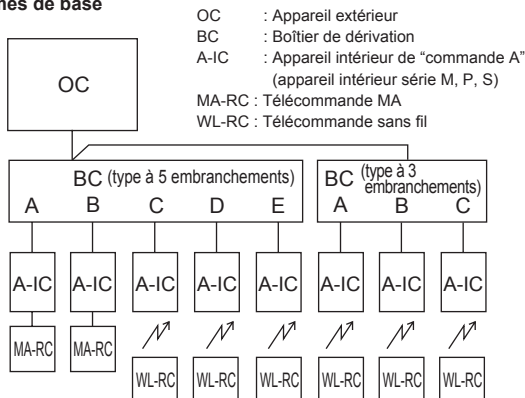 mes de base
OC : Appareil extérieur
BC : Boîtier de dérivation
A-IC : Appareil intérieur de “commande A”
(appareil intérieur série M, P, S)
MA-RC : Télécommande MA
WL-RC : Télécommande sans fil
OC
BC (type à 5 embranchements)
A B C D E
BC (type à 3
embranchements)
A B C
A-IC A-IC A-IC A-IC A-IC A-IC A-IC A-IC
MA-RC MA-RC
WL-RC WL-RC WL-RC WL-RC WL-RC WL-RC